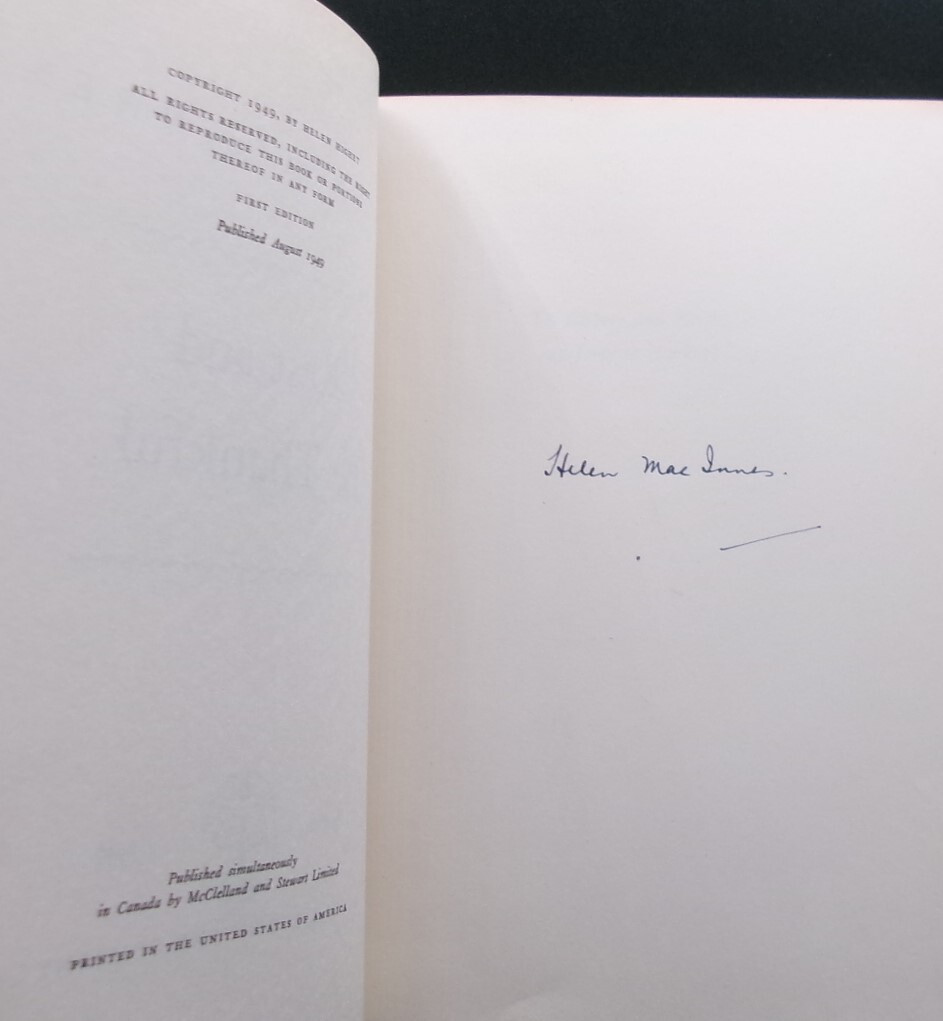 COPYRIGHT 1949, BY HELEN HIGHET
ALL RIGHTS RESERVED, INCLUDING THE RIGHT
TO REPRODUCE THIS BOOK OR PORTIONS
THEREOF IN ANY FORM
FIRST EDITION
Published August 1949
Published simultaneously
in Canada by McClelland and Stewart Limited
PRINTED IN THE UNITED STATES OF AMERICA
Helen Mac Innes.